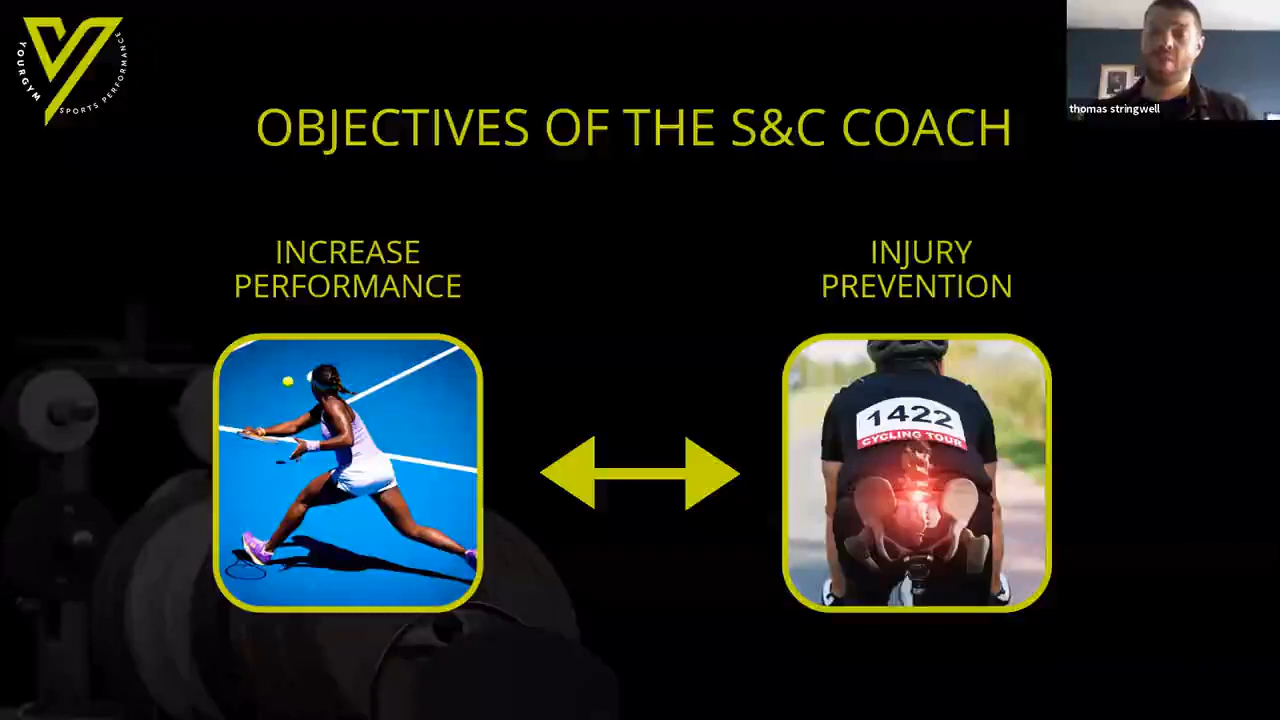 YOURGYM
SPORTS PERFORMANCE
thomas stringwell
OBJECTIVES OF THE S&C COACH
INCREASE
PERFORMANCE
INJURY
PREVENTION
1422
CYCLING TOUR